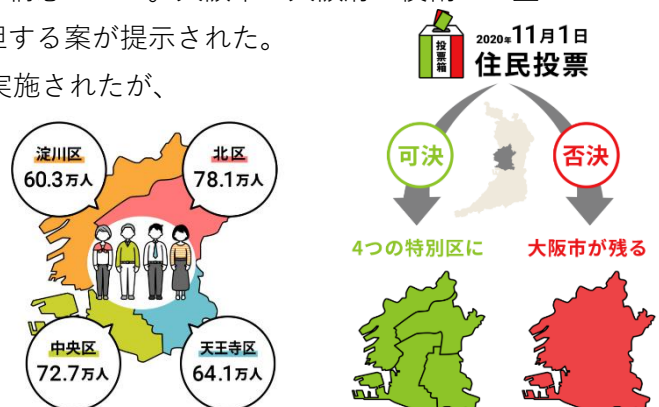 担する案が提示された。
実施されたが、
淀川区
60.3万人
北区
78.1万人
中央区
72.7万人
天王寺区
64.1万人
投票箱
2020年11月1日
住民投票
可決
否決
4つの特別区に
大阪市が残る